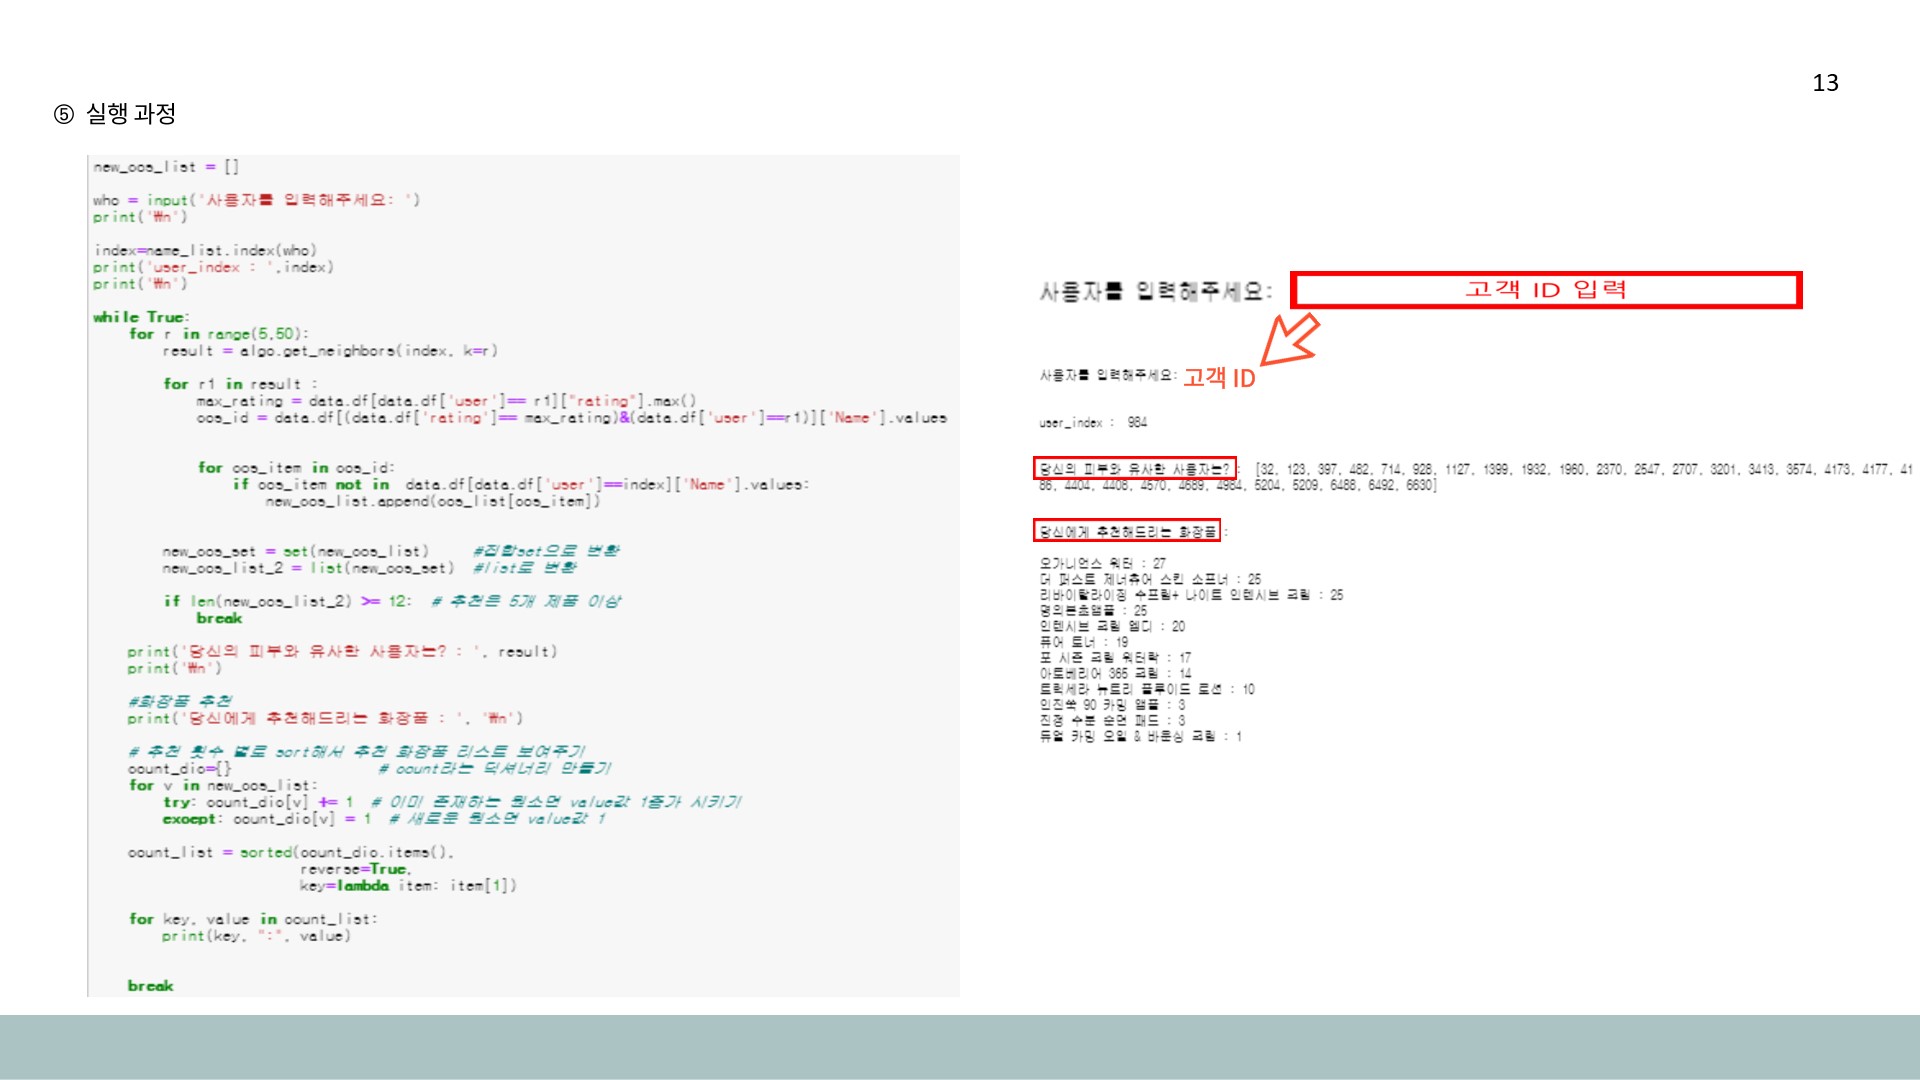 13
⑤ 실행 과정
new_cos_list = []
who = input('사용자를 입력해주세요: ')
print('₩n')
index=name_list.index(who)
print('user_index : ',index)
print('₩n')
while True:
for r in range(5,50):
result = algo.get_neighbors(index, k=r)
for r1 in result :
max_rating = data.df[data.df['user']== r1]["rating"].max()
cos_id = data.df[(data.df['rating']== max_rating)&(data.df['user']==r1)]['Name'].values
for cos_item in cos_id:
if cos_item not in data.df[data.df['user']==index]['Name'].values:
new_cos_list.append(cos_list[cos_item])
new_cos_set = set(new_cos_list) #집합set으로 변환
new_cos_list_2 = list(new_cos_set) #list로 변환
if len(new_cos_list_2) >= 12: # 추천은 5개 제품 이상
break
print('당신의 피부와 유사한 사용자는? : ', result)
print('₩n')
#화장품 추천
print('당신에게 추천해드리는 화장품 : ', '₩n')
# 추천 횟수 별로 sort해서 추천 화장품 리스트 보여주기
count_dic={} # count라는 딕셔너리 만들기
for v in new_cos_list:
try: count_dic[v] += 1 # 이미 존재하는 원소면 value값 1증가 시키기
except: count_dic[v] = 1 # 새로운 원소면 value값 1
count_list = sorted(count_dic.items(),
reverse=True,
key=lambda item: item[1])
for key, value in count_list:
print(key, ":", value)
break
사용자를 입력해주세요: 고객 ID 입력
사용자를 입력해주세요: 고객 ID
user_index : 984
당신의 피부와 유사한 사용자는? : [32, 123, 397, 482, 714, 928, 1127, 1399, 1932, 1960, 2370, 2547, 2707, 3201, 3413, 3574, 4173, 4177, 41
86, 4404, 4408, 4570, 4689, 4984, 5204, 5209, 6488, 6492, 6630]
당신에게 추천해드리는 화장품 :
오가니언스 워터 : 27
더 퍼스트 제너츄어 스킨 소프너 : 25
리바이탈라이징 수프림+ 나이트 인텐시브 크림 : 25
명의본초앰플 : 25
인텐시브 크림 엠디 : 20
퓨어 토너 : 19
포 시즌 크림 워터락 : 17
아토베리어 365 크림 : 14
트럭세라 뉴트리 플루이드 로션 : 10
인진쑥 90 카밍 앰플 : 3
진경 수분 순면 패드 : 3
듀얼 카밍 오일 & 바운싱 크림 : 1